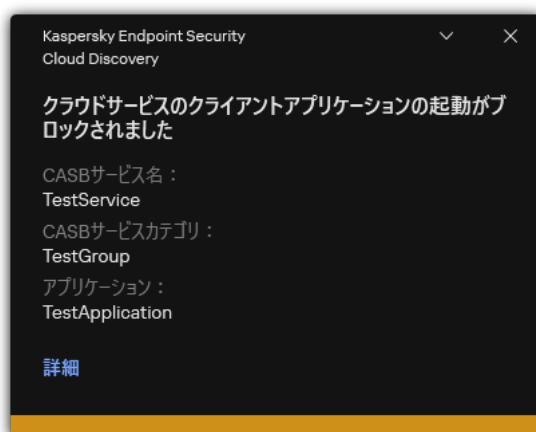 Kaspersky Endpoint Security
Cloud Discovery
クラウドサービスのクライアントアプリケーションの起動がブ
ロックされました
CASBサービス名：
TestService
CASBサービスカテゴリ：
TestGroup
アプリケーション：
TestApplication
詳細